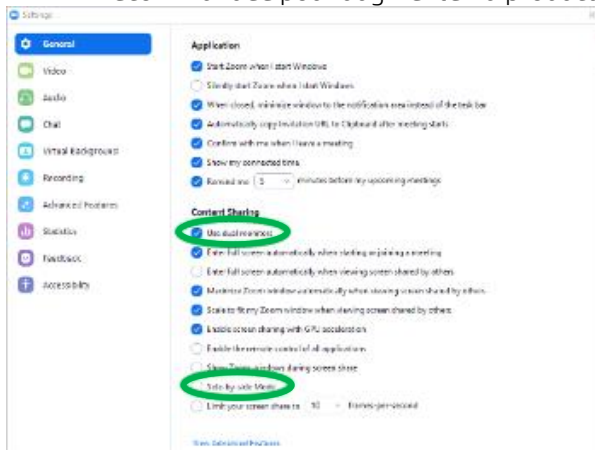 Settings
General
Application
Start Zoom when I start Windows
Video
Silently start Zoom when I start Windows
Audio
When closed, minimize window to the notification area instead of the task bar
Chat
Automatically copy Invitation URL to Clipboard after meeting starts
Virtual Background
Confirm with me when I leave a meeting
Show my connected time
Recording
Remind me 5 minutes before my upcoming meetings
Advanced Features
Content Sharing
Statistics
Use dual monitors
Feedback
Enter full screen automatically when starting or joining a meeting
Enter full screen automatically when viewing screen shared by others
Accessibility
Maximize Zoom window automatically when viewing screen shared by others
Scale to fit my Zoom window when viewing screen shared by others
Enable screen sharing with GPU acceleration
Enable the remote control of all applications
Show Zoom windows during screen share
Side-by-side Mode
Limit your screen share to 10 frames-per-second
View Advanced Features